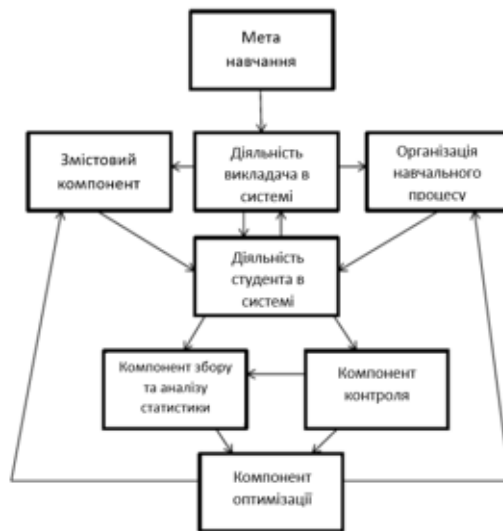 Мета
навчання
Змістовий
компонент
Діяльність
викладача в
системі
Організація
навчального
процесу
Діяльність
студента в
системі
Компонент збору
та аналізу
статистики
Компонент
контроля
Компонент
оптимізації